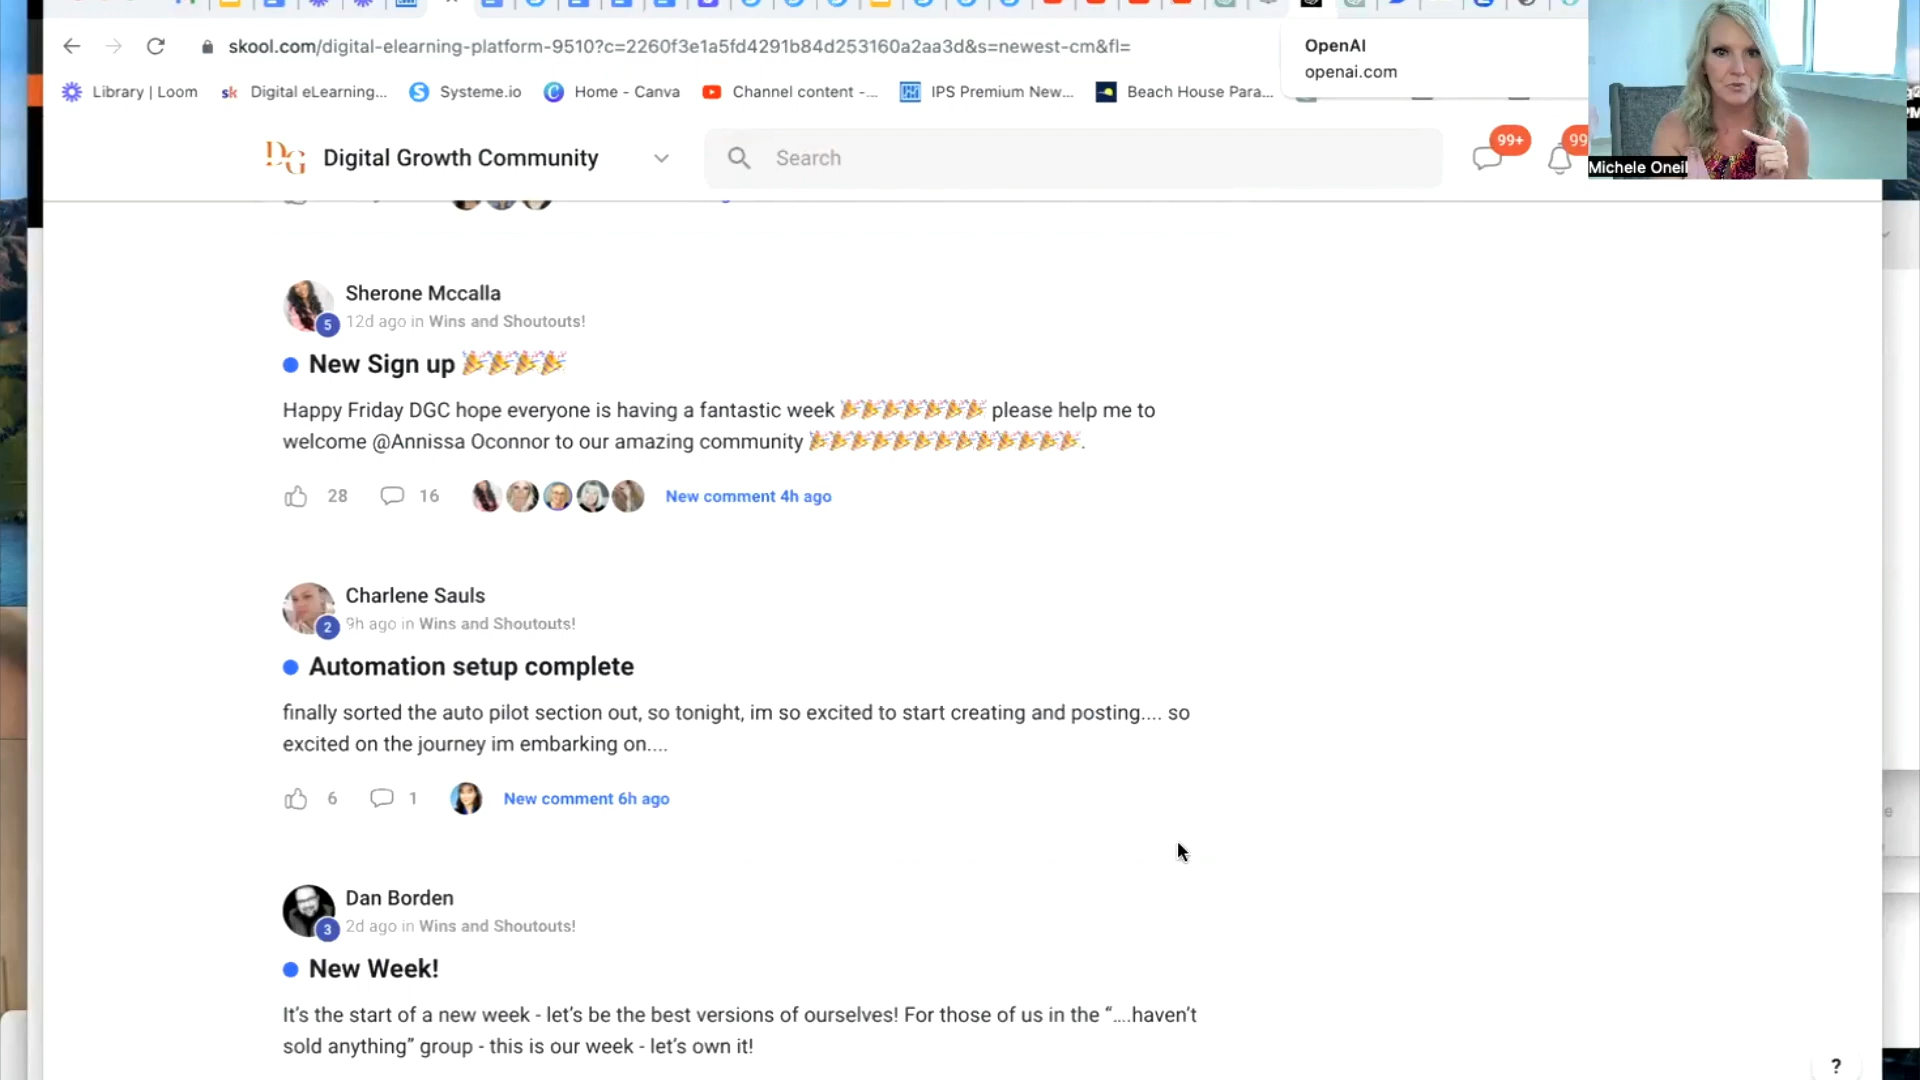 skool.com/digital-elearning-platform-9510?c=2260f3e1a5fd4291b84d253160a2aa3d&s=newest-cm&fl=
OpenAI
openai.com
Library | Loom
sk Digital eLearning...
Systeme.io
Home - Canva
Channel content -...
IPS Premium New...
Beach House Para...
DG Digital Growth Community
Search
99+
99
Michele Oneil
Sherone Mccalla
5
12d ago in Wins and Shoutouts!
New Sign up 🎉🎉🎉🎉
Happy Friday DGC hope everyone is having a fantastic week 🎉🎉🎉🎉🎉🎉🎉 please help me to
welcome @Annissa Oconnor to our amazing community 🎉🎉🎉🎉🎉🎉🎉🎉🎉🎉🎉🎉🎉.
28
16
New comment 4h ago
Charlene Sauls
2
9h ago in Wins and Shoutouts!
Automation setup complete
finally sorted the auto pilot section out, so tonight, im so excited to start creating and posting.... so
excited on the journey im embarking on....
6
1
New comment 6h ago
Dan Borden
3
2d ago in Wins and Shoutouts!
New Week!
It’s the start of a new week - let’s be the best versions of ourselves! For those of us in the “....haven’t
sold anything” group - this is our week - let’s own it!
?